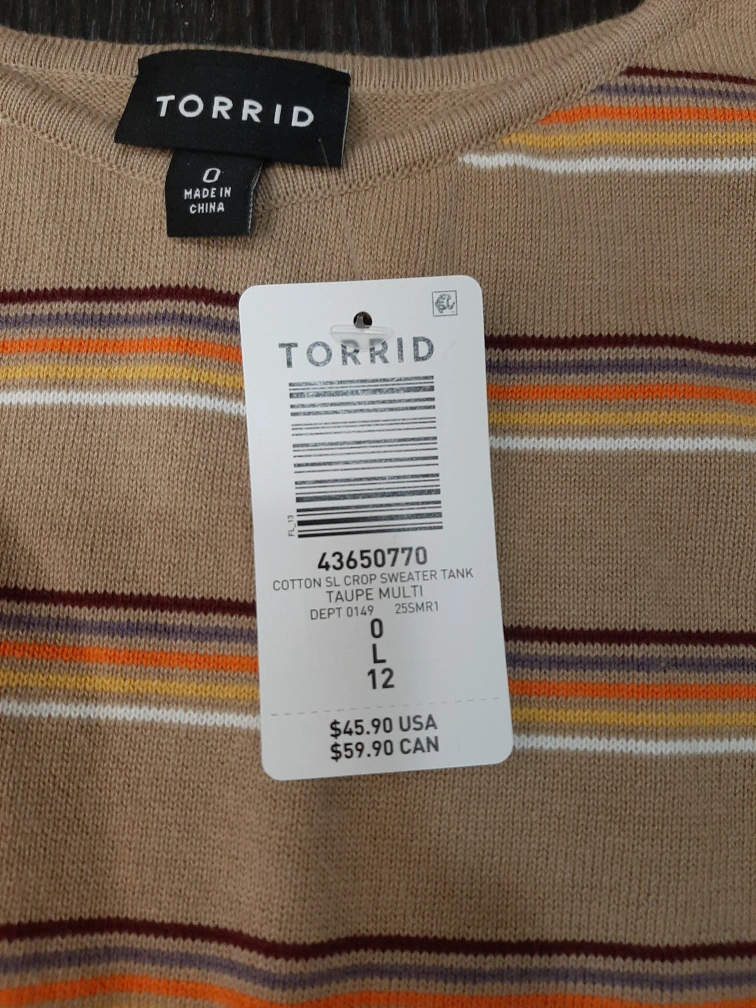 TORRID
0
MADE IN
CHINA
TORRID
FL_13
43650770
COTTON SL CROP SWEATER TANK
TAUPE MULTI
DEPT 0149 25SMR1
0
L
12
$45.90 USA
$59.90 CAN